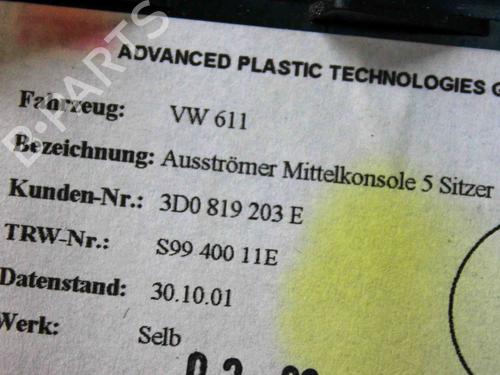 B-PARTS
ADVANCED PLASTIC TECHNOLOGIES
Fahrzeug: VW 611
Bezeichnung: Ausströmer Mittelkonsole 5 Sitzer
Kunden-Nr.: 3D0 819 203 E
TRW-Nr.: S99 400 11E
Datenstand: 30.10.01
Werk: Selb